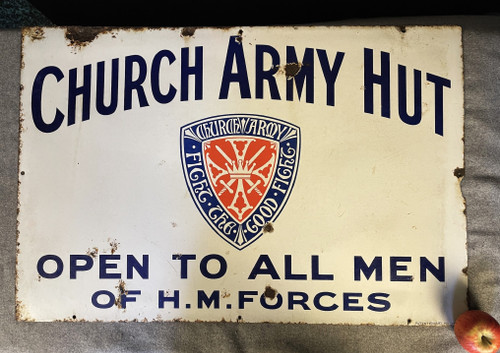 CHURCH ARMY HUT
CHURCH ARMY
FIGHT · THE · GOOD · FIGHT
OPEN TO ALL MEN
OF H.M. FORCES